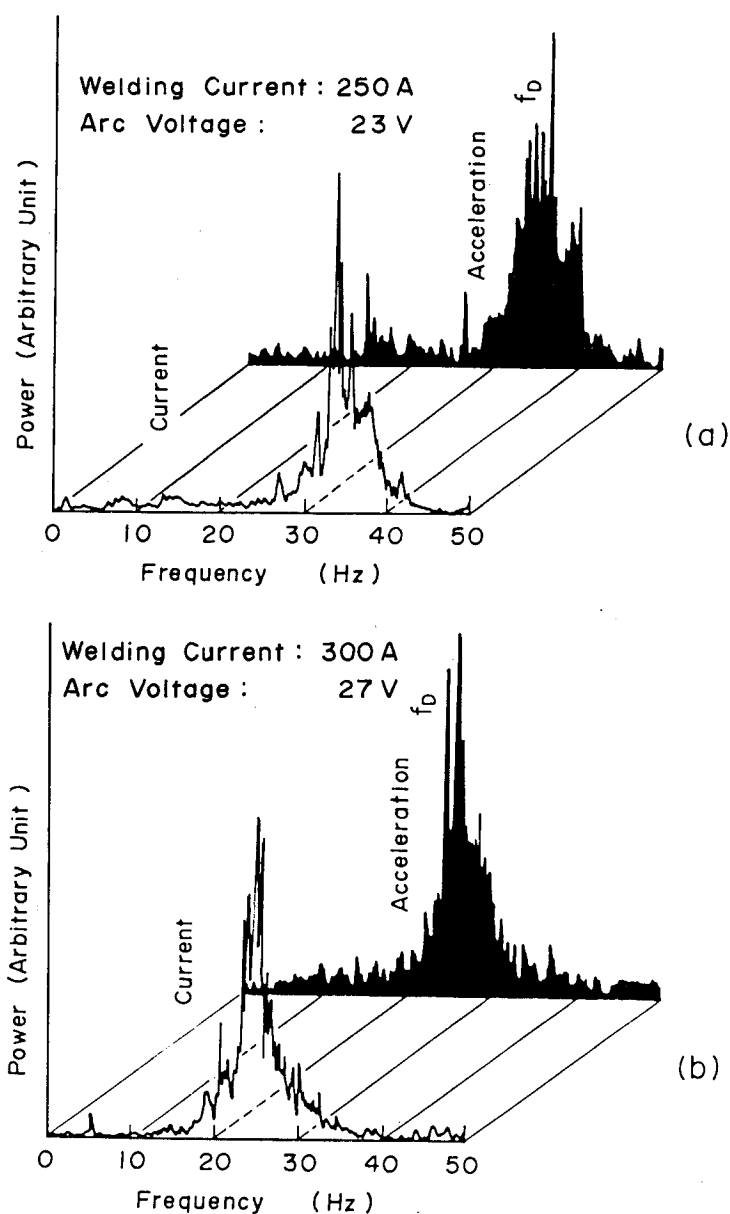 Welding Current : 250 A
Arc Voltage : 23 V
f_D
Acceleration
Current
Power (Arbitrary Unit)
(a)
0 10 20 30 40 50
Frequency (Hz)
Welding Current : 300 A
Arc Voltage : 27 V
f_D
Acceleration
Current
Power (Arbitrary Unit)
(b)
0 10 20 30 40 50
Frequency (Hz)